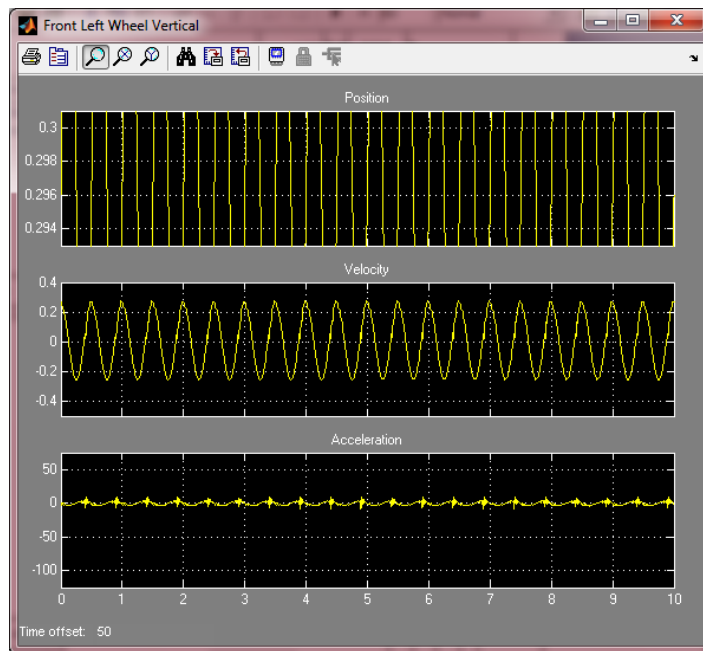 Front Left Wheel Vertical
Position
0.3
0.298
0.296
0.294
Velocity
0.4
0.2
0
-0.2
-0.4
Acceleration
50
0
-50
-100
0 1 2 3 4 5 6 7 8 9 10
Time offset: 50